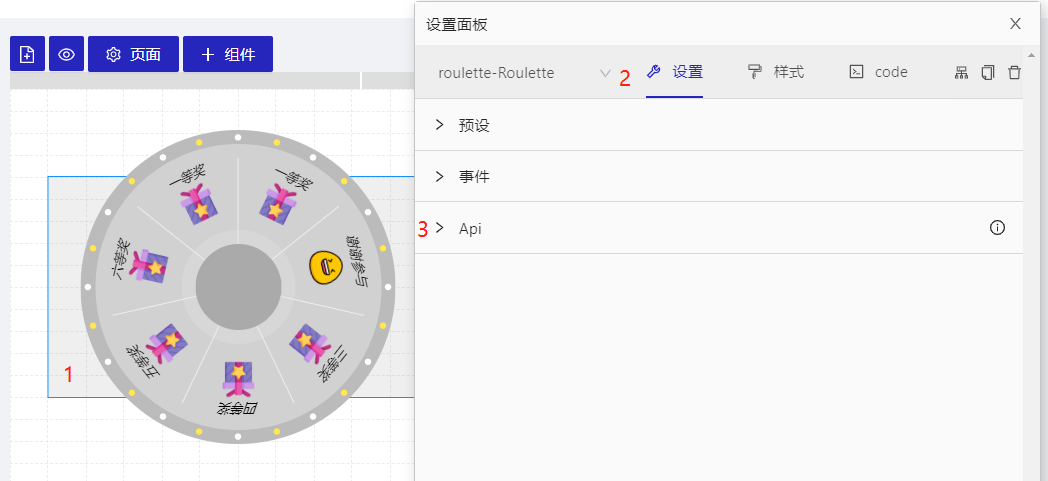 设置面板
页面
组件
roulette-Roulette
2
设置
样式
code
预设
事件
3
Api
一等奖
一等奖
谢谢参与
三等奖
四等奖
五等奖
六等奖
1